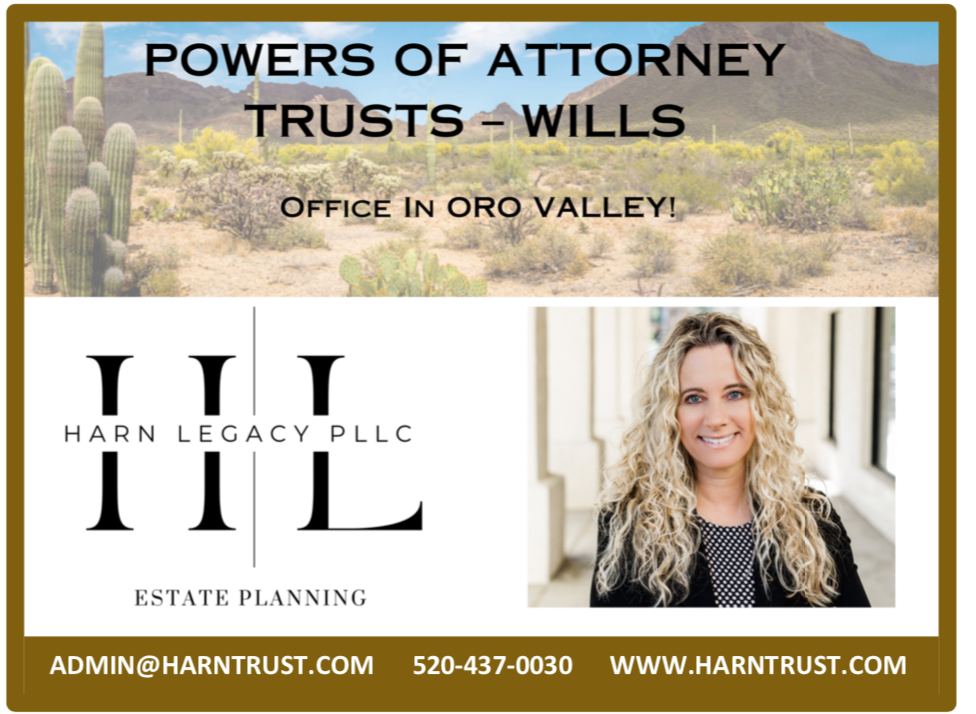 POWERS OF ATTORNEY
TRUSTS – WILLS
OFFICE IN ORO VALLEY!
HL
HARN LEGACY PLLC
ESTATE PLANNING
ADMIN@HARNTRUST.COM 520-437-0030 WWW.HARNTRUST.COM